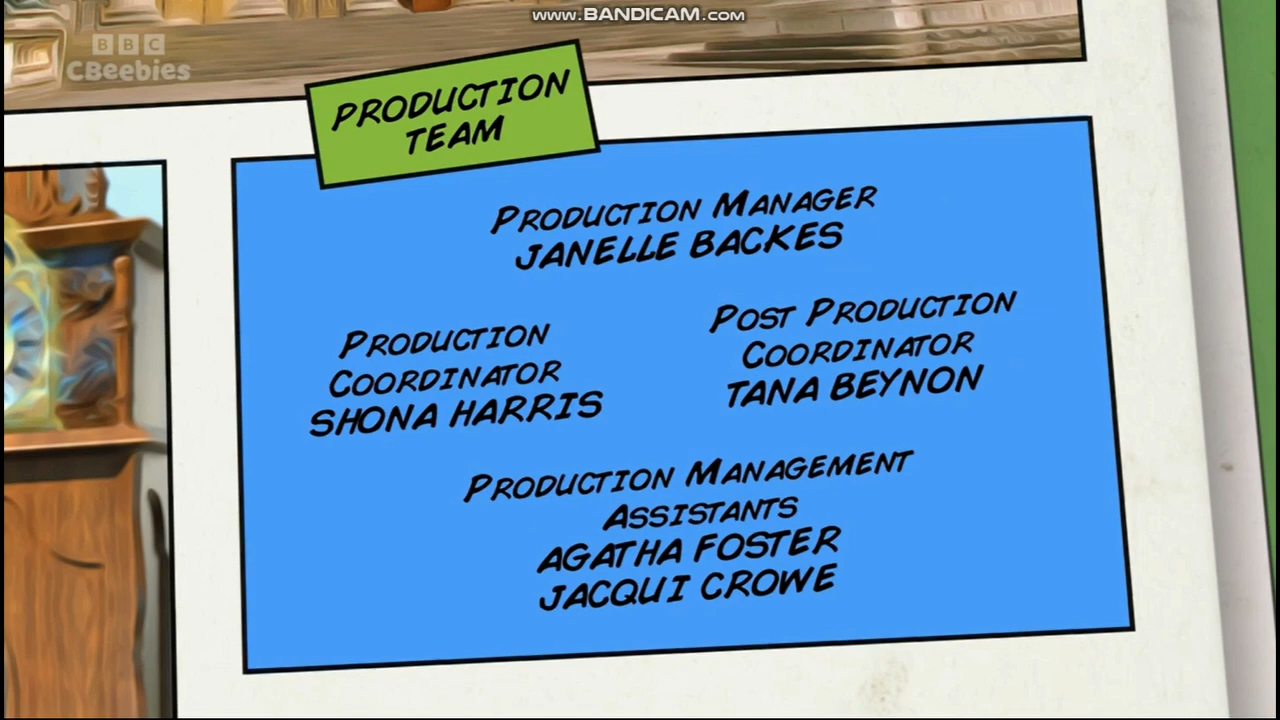 www.BANDICAM.com
BBC
CBeebies
PRODUCTION
TEAM
PRODUCTION MANAGER
JANELLE BACKES
PRODUCTION
COORDINATOR
SHONA HARRIS
POST PRODUCTION
COORDINATOR
TANA BEYNON
PRODUCTION MANAGEMENT
ASSISTANTS
AGATHA FOSTER
JACQUI CROWE